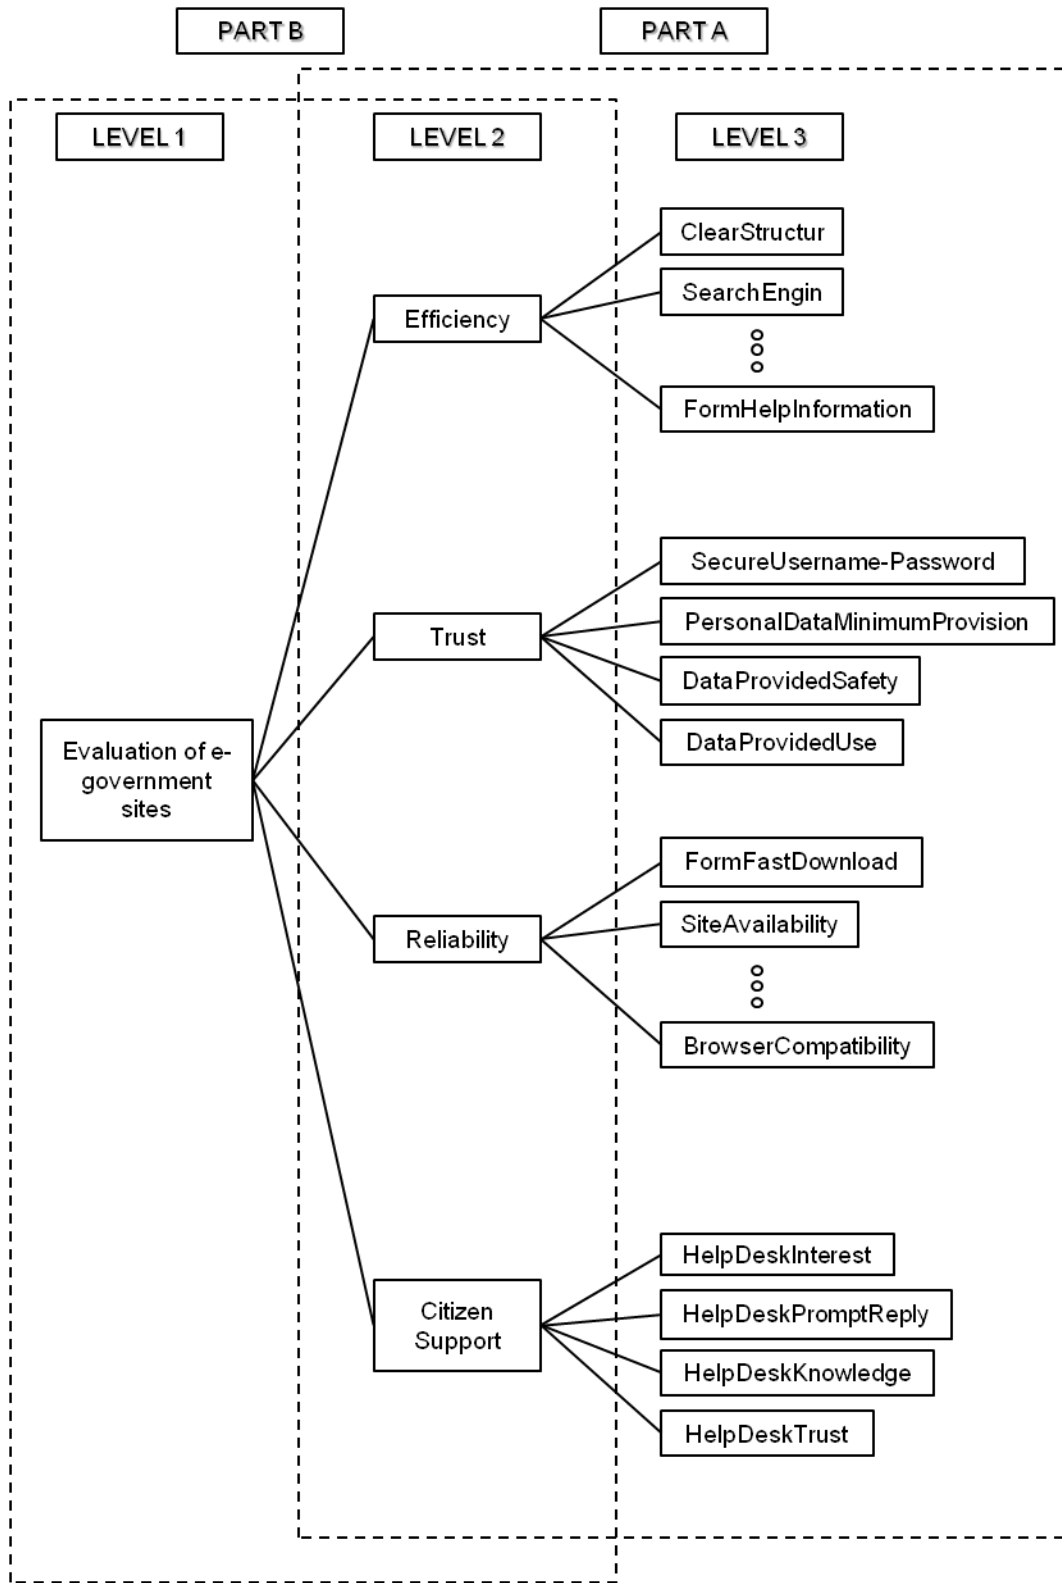 PART B
PART A
LEVEL 1
LEVEL 2
LEVEL 3
ClearStructur
SearchEngin
Efficiency
FormHelpInformation
SecureUsername-Password
PersonalDataMinimumProvision
Trust
DataProvidedSafety
DataProvidedUse
Evaluation of e-
government
sites
FormFastDownload
SiteAvailability
Reliability
BrowserCompatibility
HelpDeskInterest
HelpDeskPromptReply
Citizen
Support
HelpDeskKnowledge
HelpDeskTrust